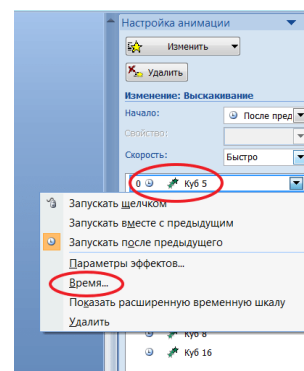 Настройка анимации
Изменить
Удалить
Изменение: Выскакивание
Начало:
После пред
Свойство:
Скорость:
Быстро
0 Куб 5
Запускать щелчком
Запускать вместе с предыдущим
Запускать после предыдущего
Параметры эффектов...
Время...
Показать расширенную временную шкалу
Удалить
Куб 8
Куб 16